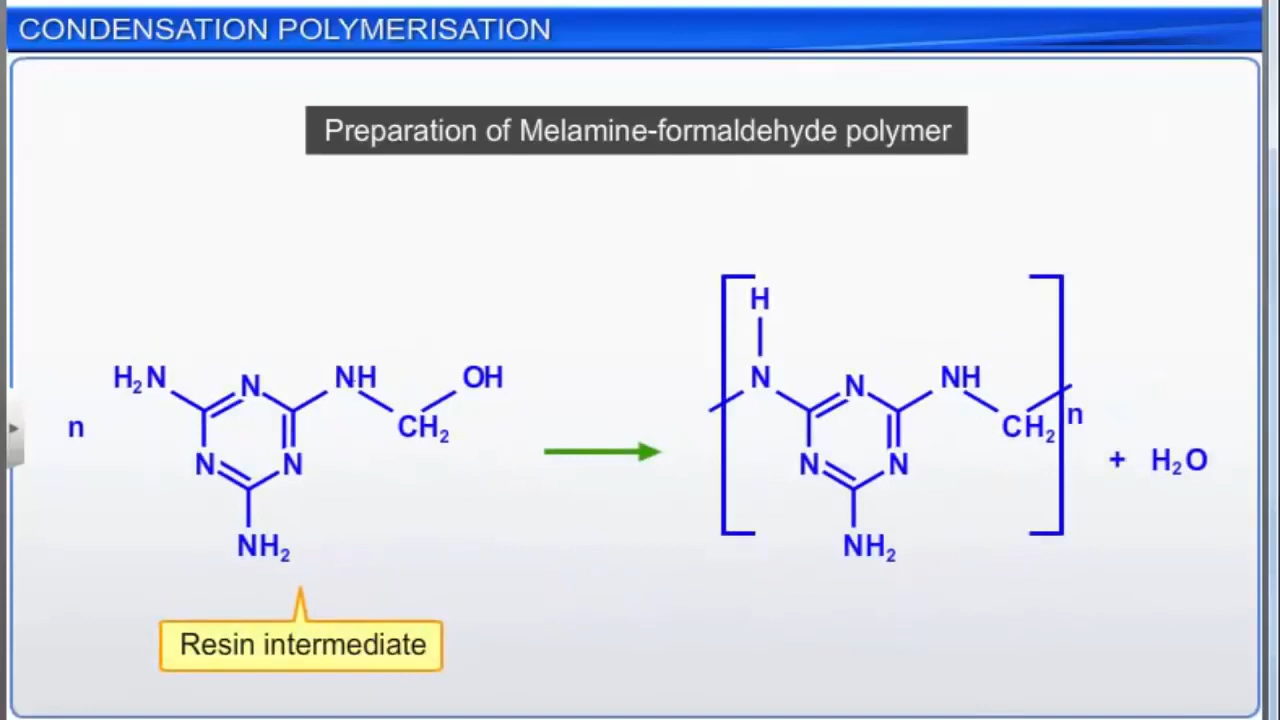 CONDENSATION POLYMERISATION
Preparation of Melamine-formaldehyde polymer
H
H₂N N NH OH
N N NH
n CH₂
CH₂ n
N N
N N
+ H₂O
NH₂
NH₂
Resin intermediate